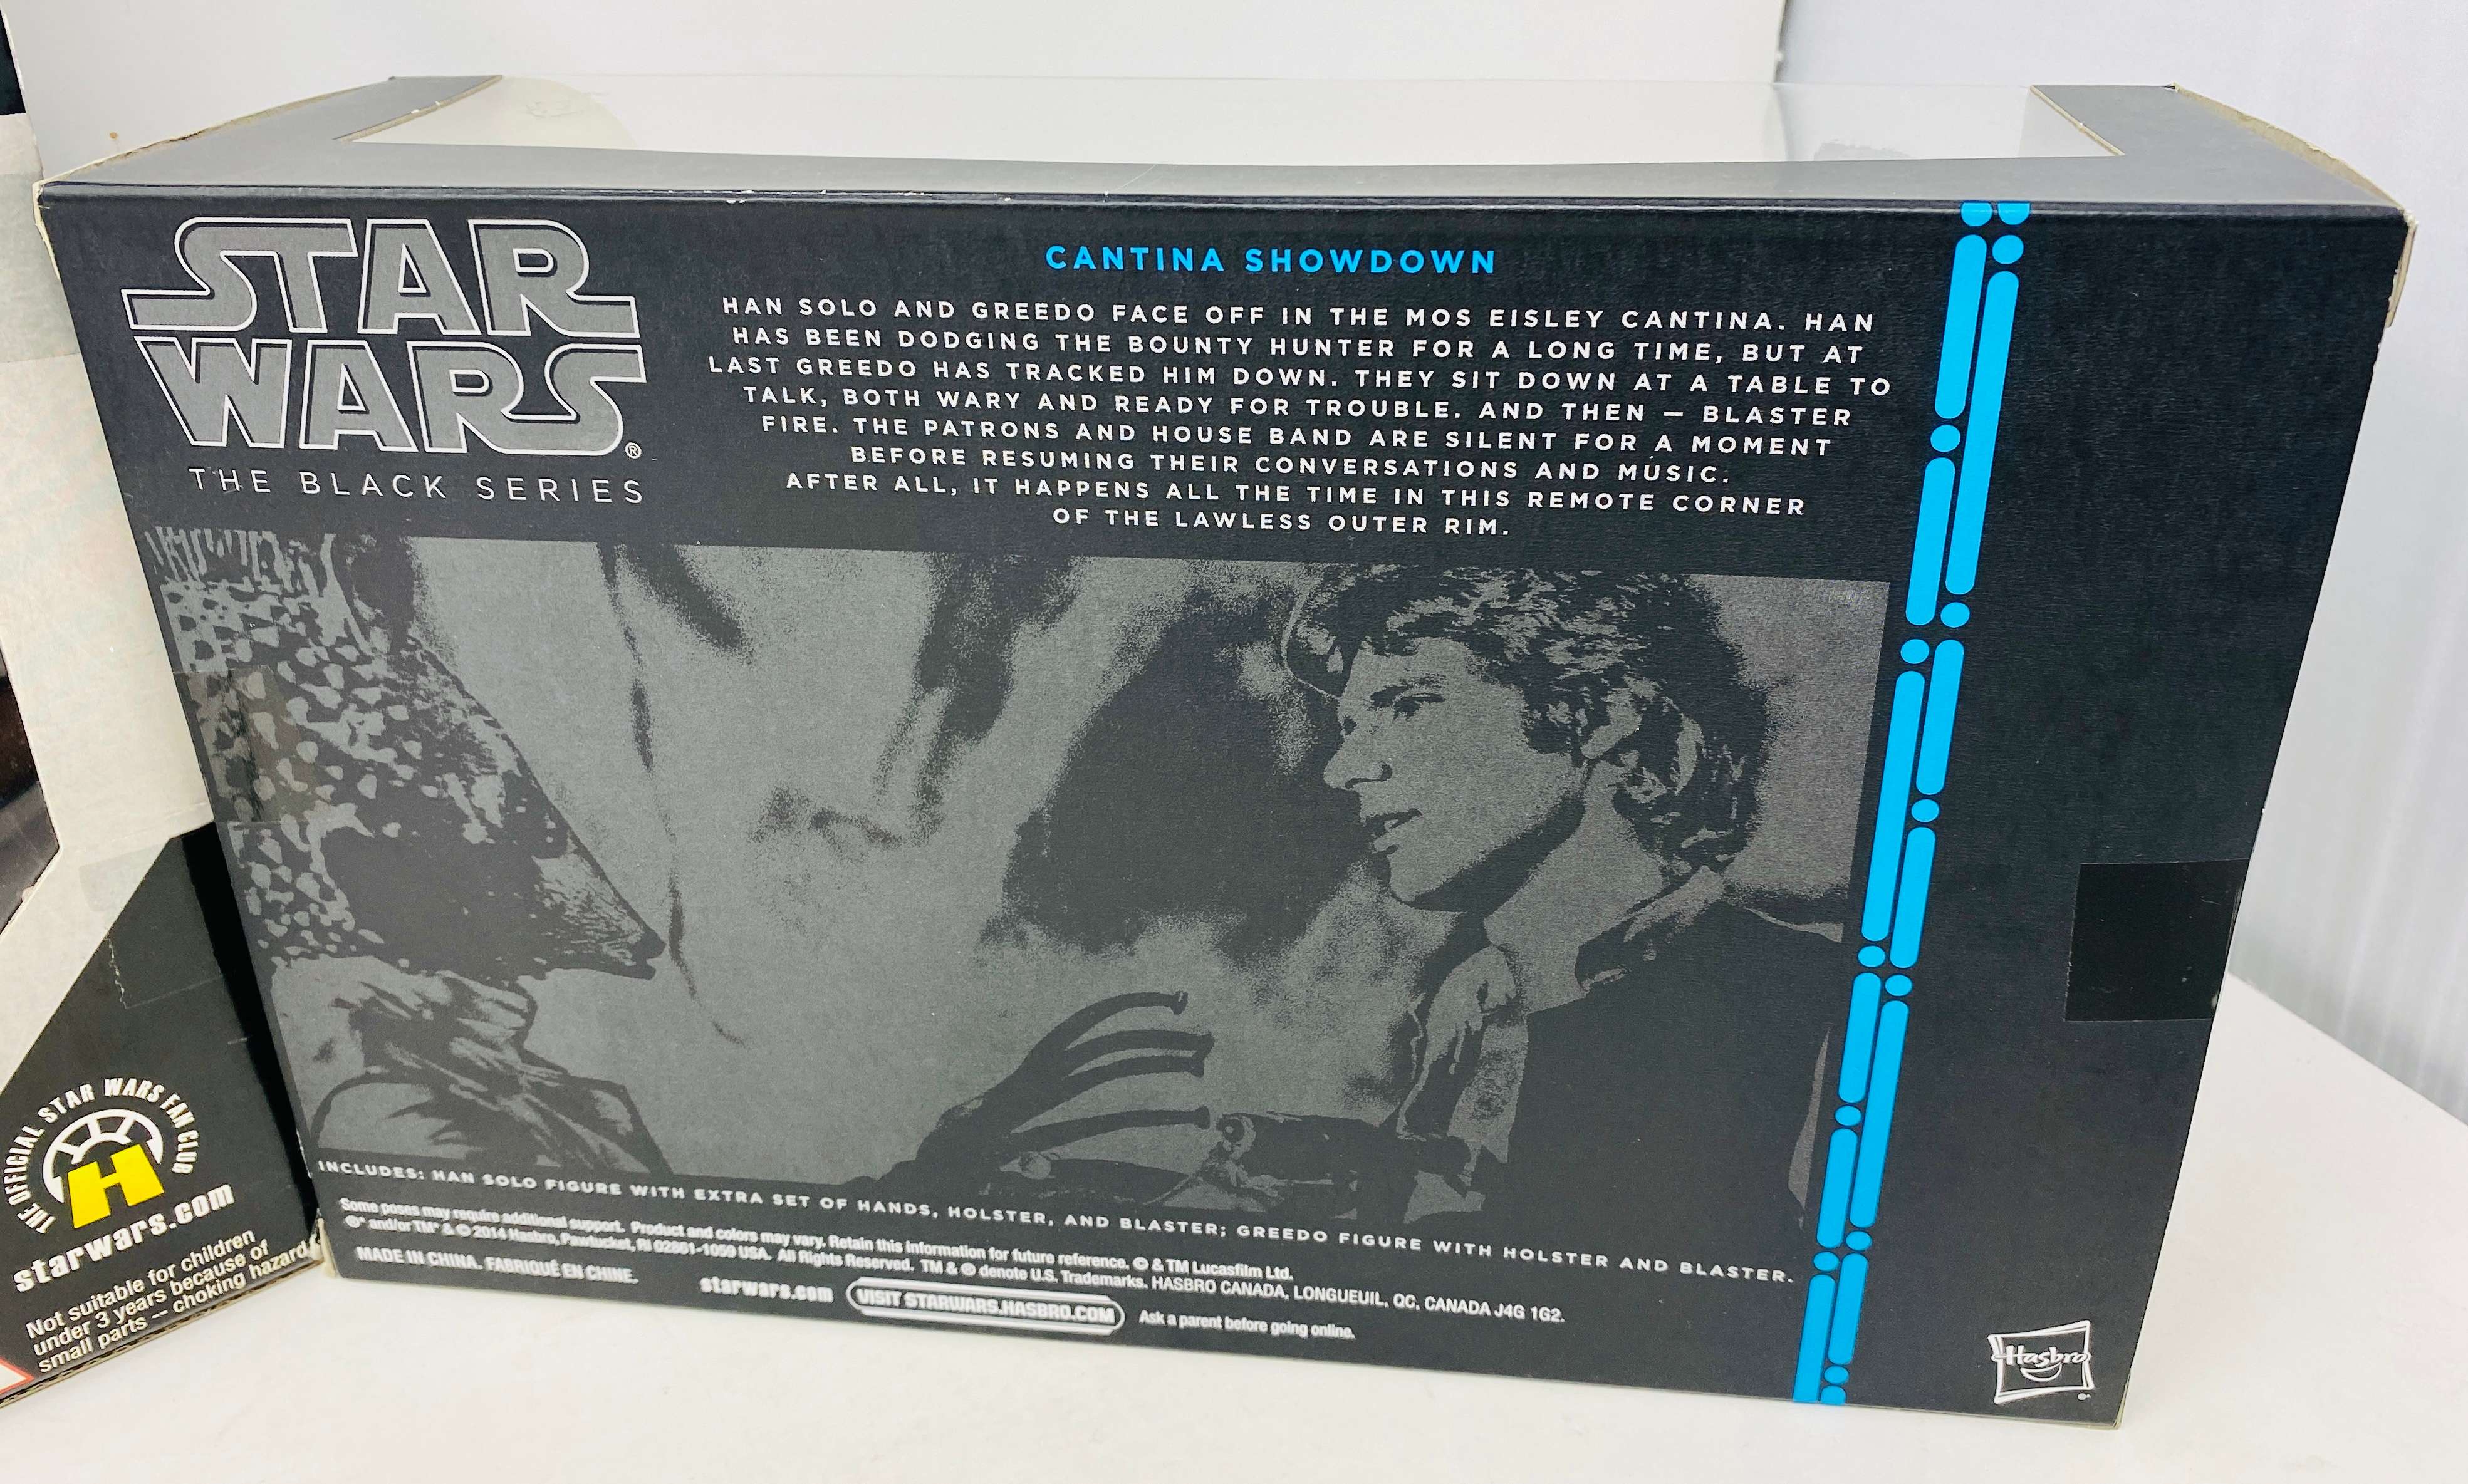 STAR
WARS®
THE BLACK SERIES
CANTINA SHOWDOWN
HAN SOLO AND GREEDO FACE OFF IN THE MOS EISLEY CANTINA. HAN
HAS BEEN DODGING THE BOUNTY HUNTER FOR A LONG TIME, BUT AT
LAST GREEDO HAS TRACKED HIM DOWN. THEY SIT DOWN AT A TABLE TO
TALK, BOTH WARY AND READY FOR TROUBLE. AND THEN — BLASTER
FIRE. THE PATRONS AND HOUSE BAND ARE SILENT FOR A MOMENT
BEFORE RESUMING THEIR CONVERSATIONS AND MUSIC.
AFTER ALL, IT HAPPENS ALL THE TIME IN THIS REMOTE CORNER
OF THE LAWLESS OUTER RIM.
INCLUDES: HAN SOLO FIGURE WITH EXTRA SET OF HANDS, HOLSTER, AND BLASTER; GREEDO FIGURE WITH HOLSTER AND BLASTER.
Some poses may require additional support. Product and colors may vary. Retain this information for future reference. © & TM Lucasfilm Ltd.
®* and/or TM* & © 2014 Hasbro, Pawtucket, RI 02861-1059 USA. All Rights Reserved. TM & ® denote U.S. Trademarks. HASBRO CANADA, LONGUEUIL, QC, CANADA J4G 1G2.
MADE IN CHINA. FABRIQUÉ EN CHINE.
starwars.com
VISIT STARWARS.HASBRO.COM
Ask a parent before going online.
Hasbro
THE OFFICIAL STAR WARS FAN CLUB
H
starwars.com
Not suitable for children
under 3 years because of
small parts — choking hazard